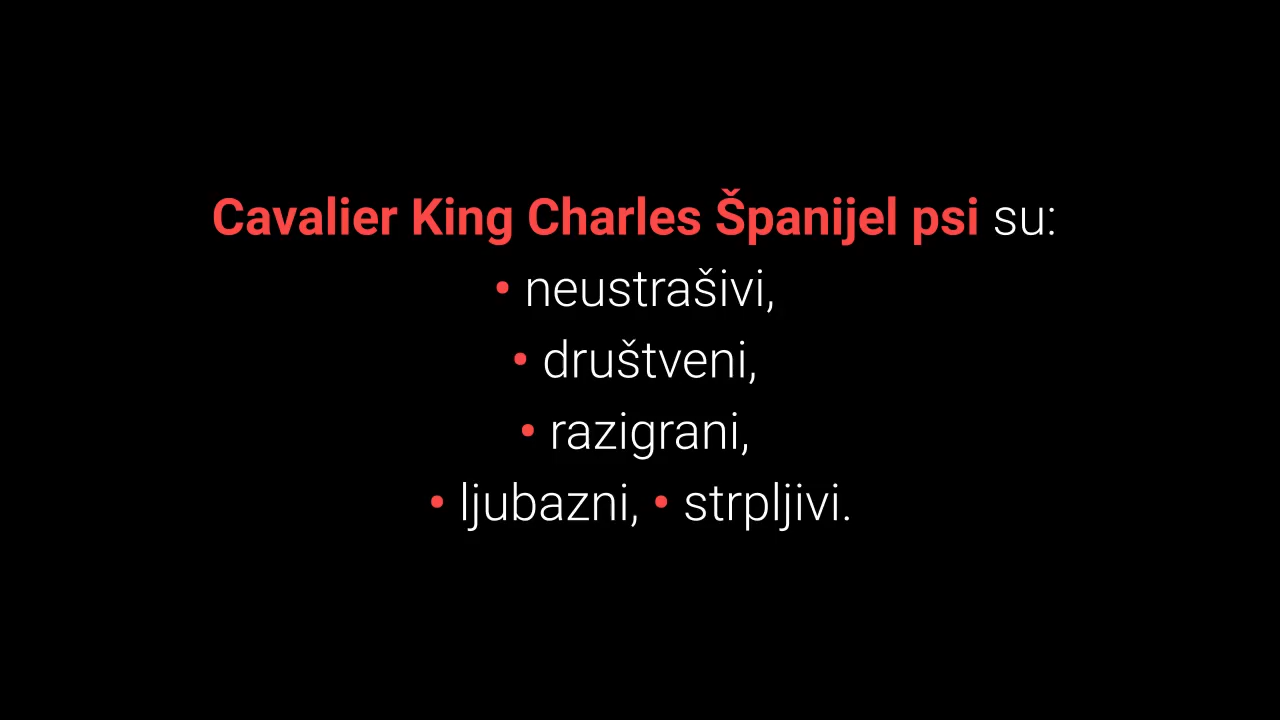 Cavalier King Charles Španijel psi su:
• neustrašivi,
• društveni,
• razigrani,
• ljubazni, • strpljivi.